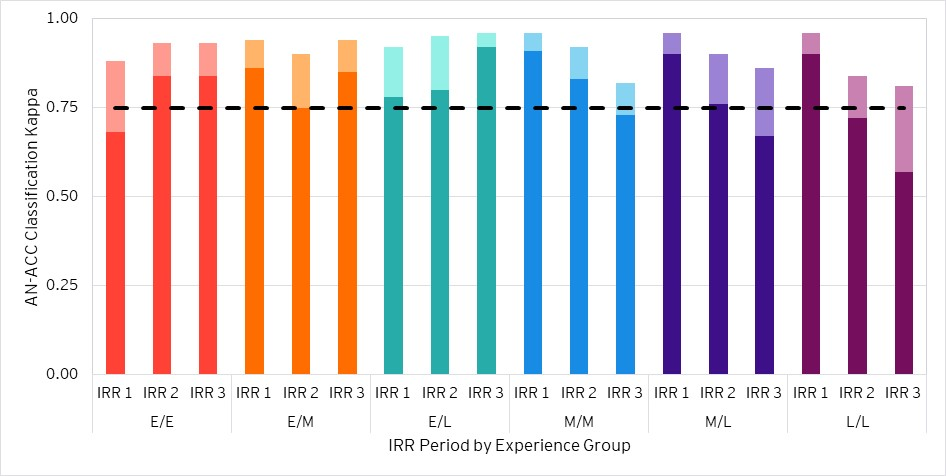 1.00
0.75
0.50
0.25
0.00
AN-ACC Classification Kappa
IRR 1 IRR 2 IRR 3 IRR 1 IRR 2 IRR 3 IRR 1 IRR 2 IRR 3 IRR 1 IRR 2 IRR 3 IRR 1 IRR 2 IRR 3 IRR 1 IRR 2 IRR 3
E/E E/M E/L M/M M/L L/L
IRR Period by Experience Group